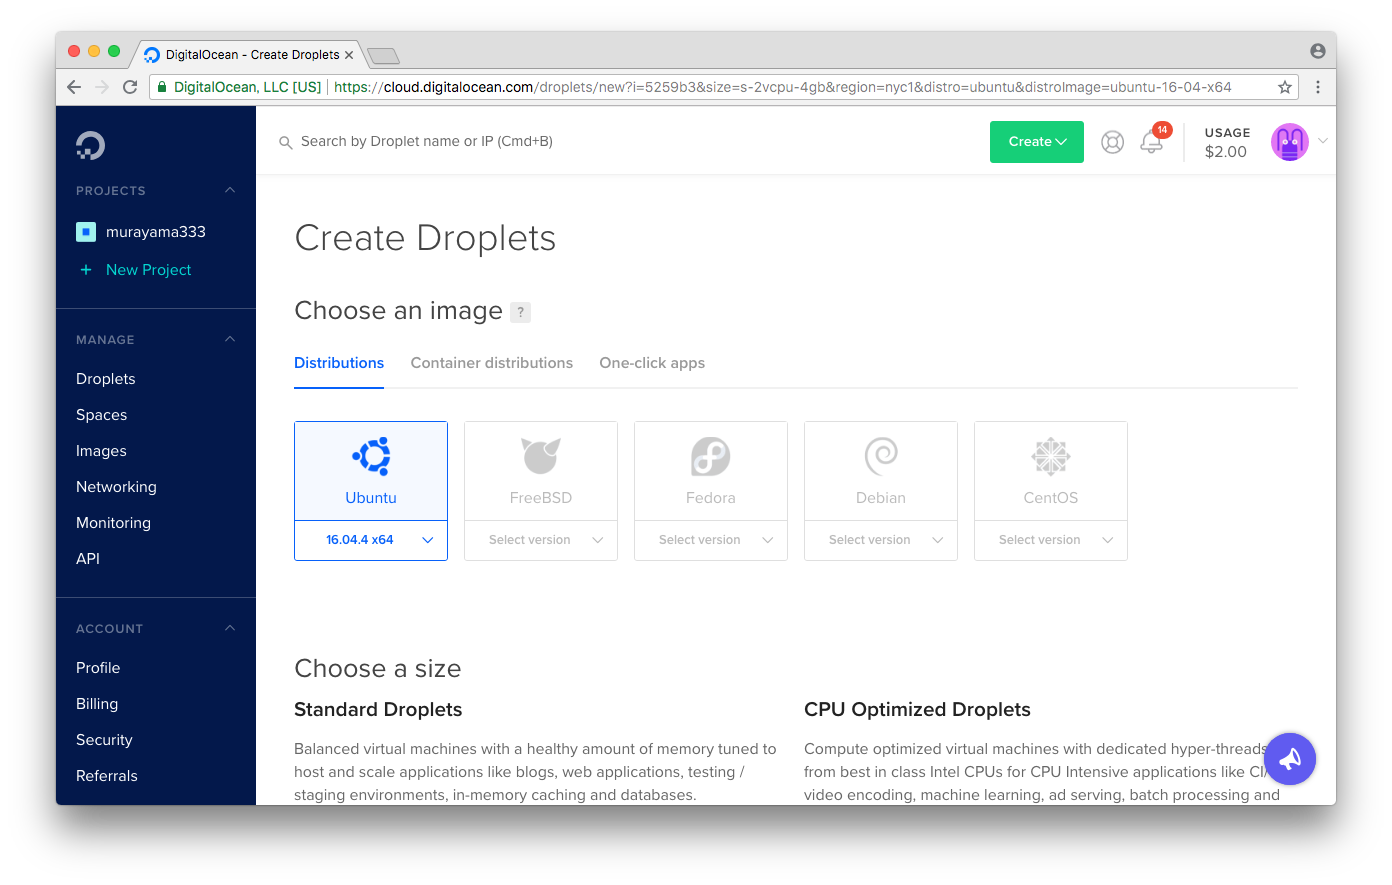 DigitalOcean - Create Droplets
DigitalOcean, LLC [US] https://cloud.digitalocean.com/droplets/new?i=5259b3&size=s-2vcpu-4gb&region=nyc1&distro=ubuntu&distroImage=ubuntu-16-04-x64
Search by Droplet name or IP (Cmd+B)
Create
14
USAGE
$2.00
PROJECTS
murayama333
+ New Project
MANAGE
Droplets
Spaces
Images
Networking
Monitoring
API
ACCOUNT
Profile
Billing
Security
Referrals
Create Droplets
Choose an image ?
Distributions Container distributions One-click apps
Ubuntu FreeBSD Fedora Debian CentOS
16.04.4 x64 Select version Select version Select version Select version
Choose a size
Standard Droplets
Balanced virtual machines with a healthy amount of memory tuned to
host and scale applications like blogs, web applications, testing /
staging environments, in-memory caching and databases.
CPU Optimized Droplets
Compute optimized virtual machines with dedicated hyper-threads
from best in class Intel CPUs for CPU Intensive applications like CI/
video encoding, machine learning, ad serving, batch processing and